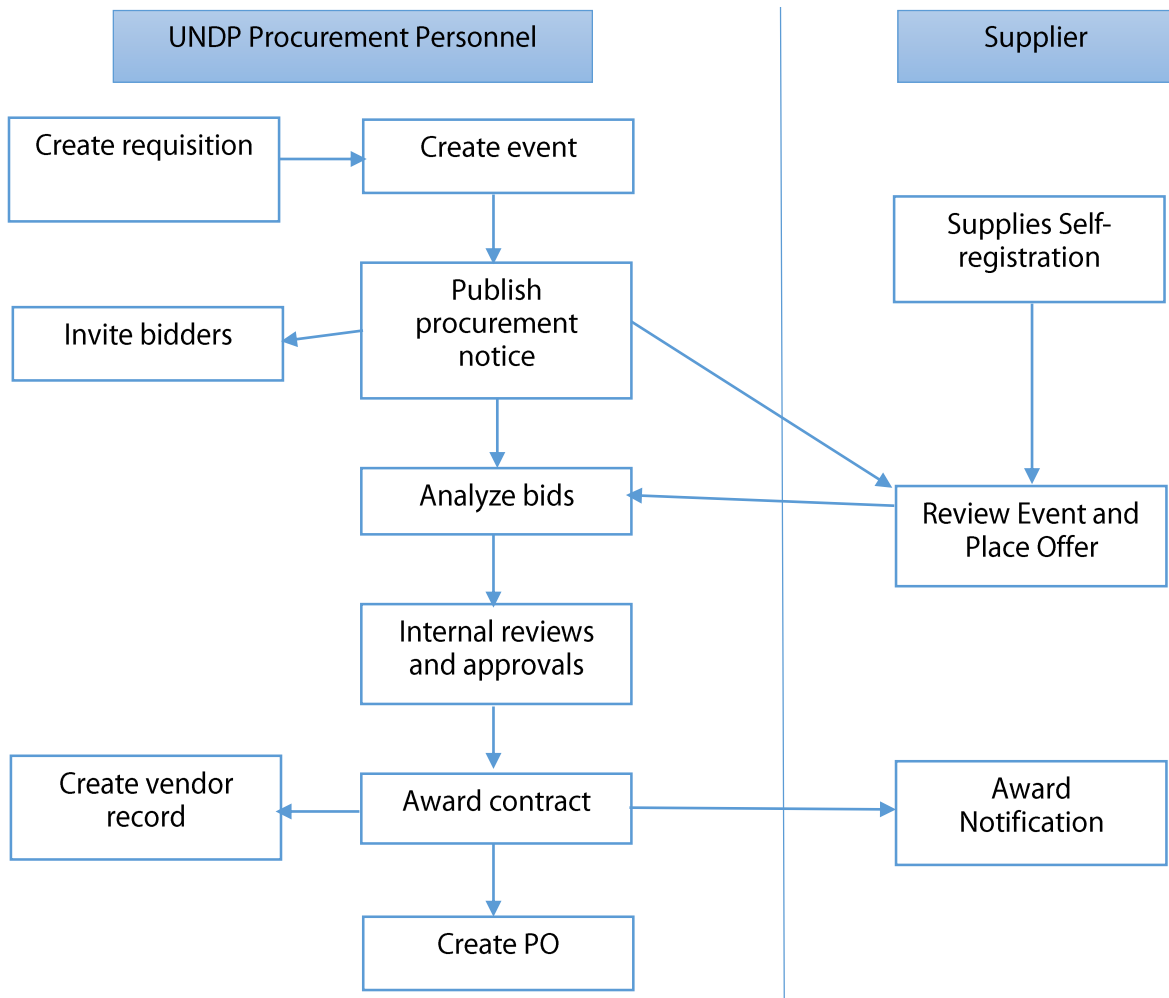 UNDP Procurement Personnel
Supplier
Create requisition
Create event
Supplies Self-
registration
Publish
procurement
notice
Invite bidders
Analyze bids
Review Event and
Place Offer
Internal reviews
and approvals
Create vendor
record
Award contract
Award
Notification
Create PO